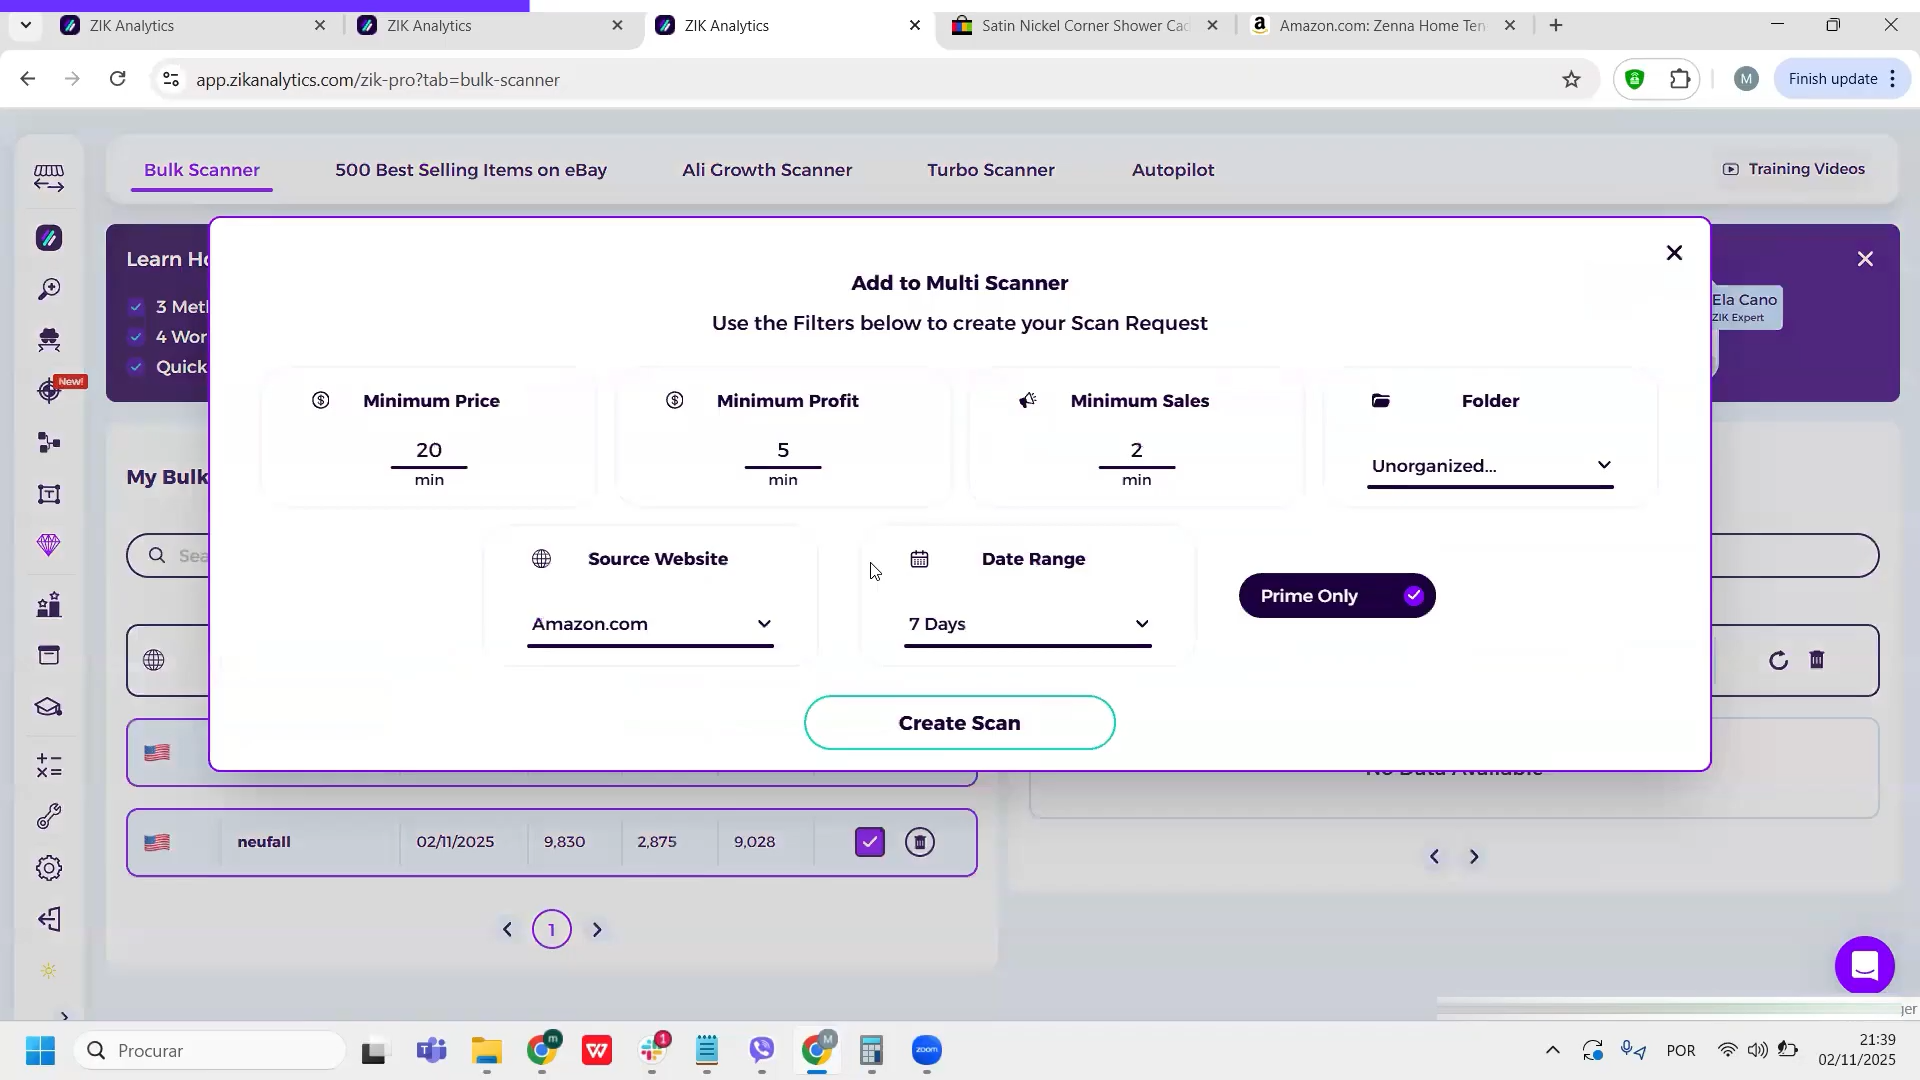 ZIK Analytics
ZIK Analytics
ZIK Analytics
Satin Nickel Corner Shower Cad
Amazon.com: Zenna Home Ten
app.zikanalytics.com/zik-pro?tab=bulk-scanner
M
Finish update
Bulk Scanner
500 Best Selling Items on eBay
Ali Growth Scanner
Turbo Scanner
Autopilot
Training Videos
Learn Ho
3 Meth
4 Wor
Quick
Ela Cano
ZIK Expert
New!
Add to Multi Scanner
Use the Filters below to create your Scan Request
Minimum Price
20
min
Minimum Profit
5
min
Minimum Sales
2
min
Folder
Unorganized...
Source Website
Amazon.com
Date Range
7 Days
Prime Only
Create Scan
My Bulk
Sea
No Data Available
neufall
02/11/2025
9,830
2,875
9,028
1
ger
Procurar
m
1
M
zoom
POR
21:39
02/11/2025